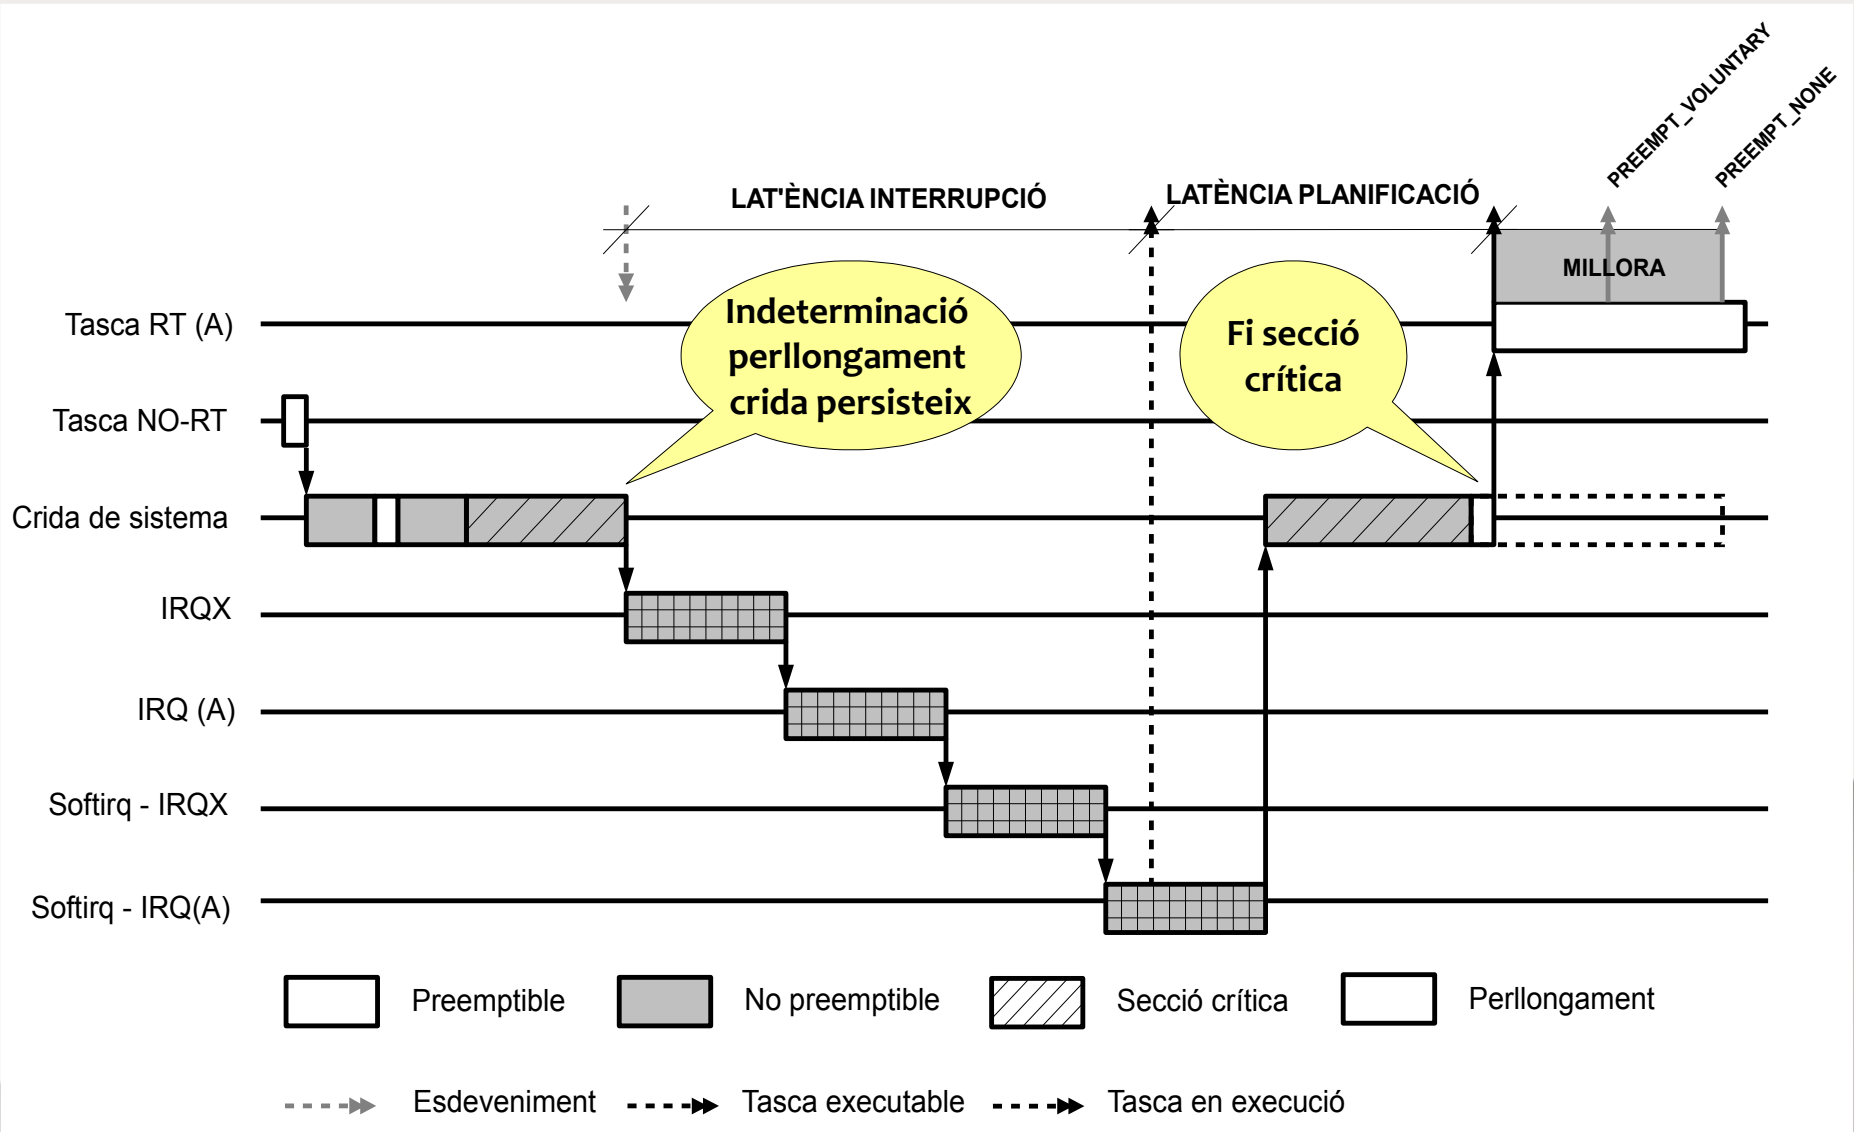 PREEMPT_VOLUNTARY
PREEMPT_NONE
LAT'ÈNCIA INTERRUPCIÓ
LATÈNCIA PLANIFICACIÓ
MILLORA
Indeterminació
perllongament
crida persisteix
Fi secció
crítica
Tasca RT (A)
Tasca NO-RT
Crida de sistema
IRQX
IRQ (A)
Softirq - IRQX
Softirq - IRQ(A)
Preemptible
No preemptible
Secció crítica
Perllongament
Esdeveniment
Tasca executable
Tasca en execució